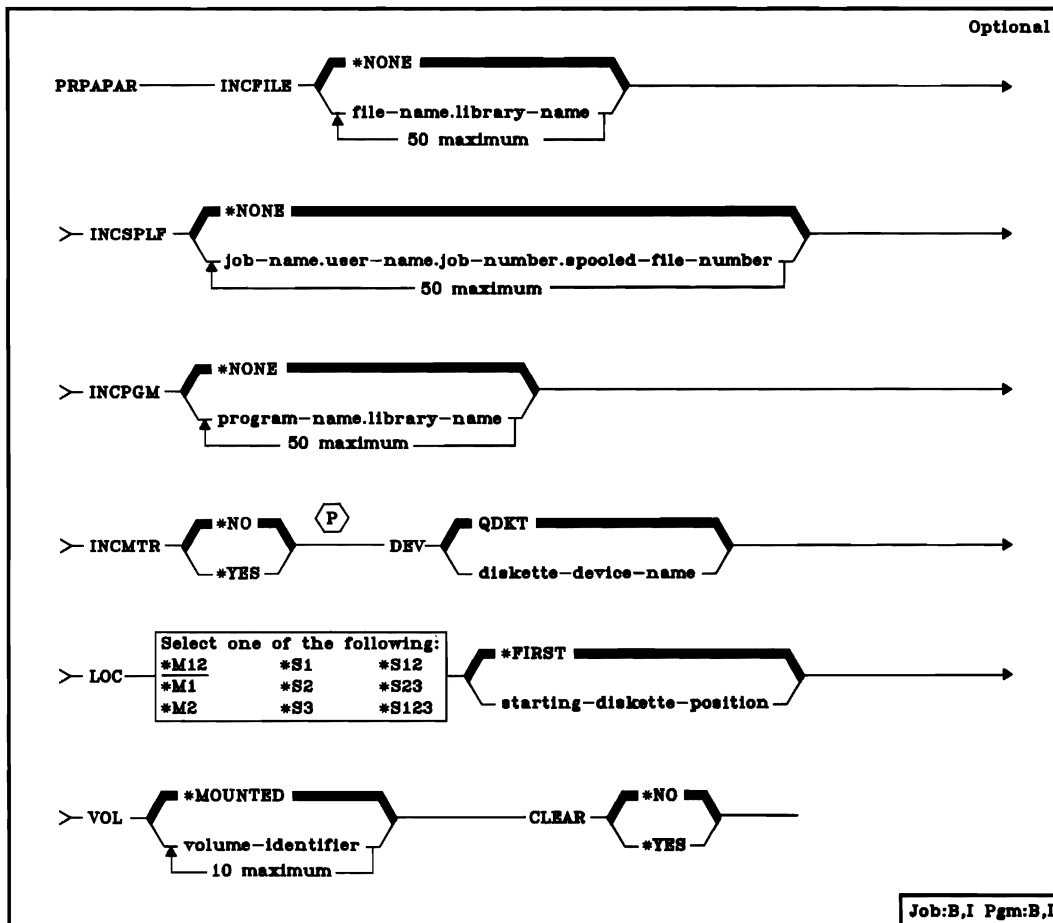 Optional
*NONE
PRPAPAR INCFILE
file-name.library-name
50 maximum
*NONE
INCSPLF
job-name.user-name.job-number.spooled-file-number
50 maximum
*NONE
INCPGM
program-name.library-name
50 maximum
*NO P QDKT
INCMTR DEV
*YES diskette-device-name
Select one of the following:
*M12 *S1 *S12
*M1 *S2 *S23
*M2 *S3 *S123
LOC
*FIRST
starting-diskette-position
*MOUNTED *NO
VOL CLEAR
volume-identifier *YES
10 maximum
Job:B,I Pgm:B,I